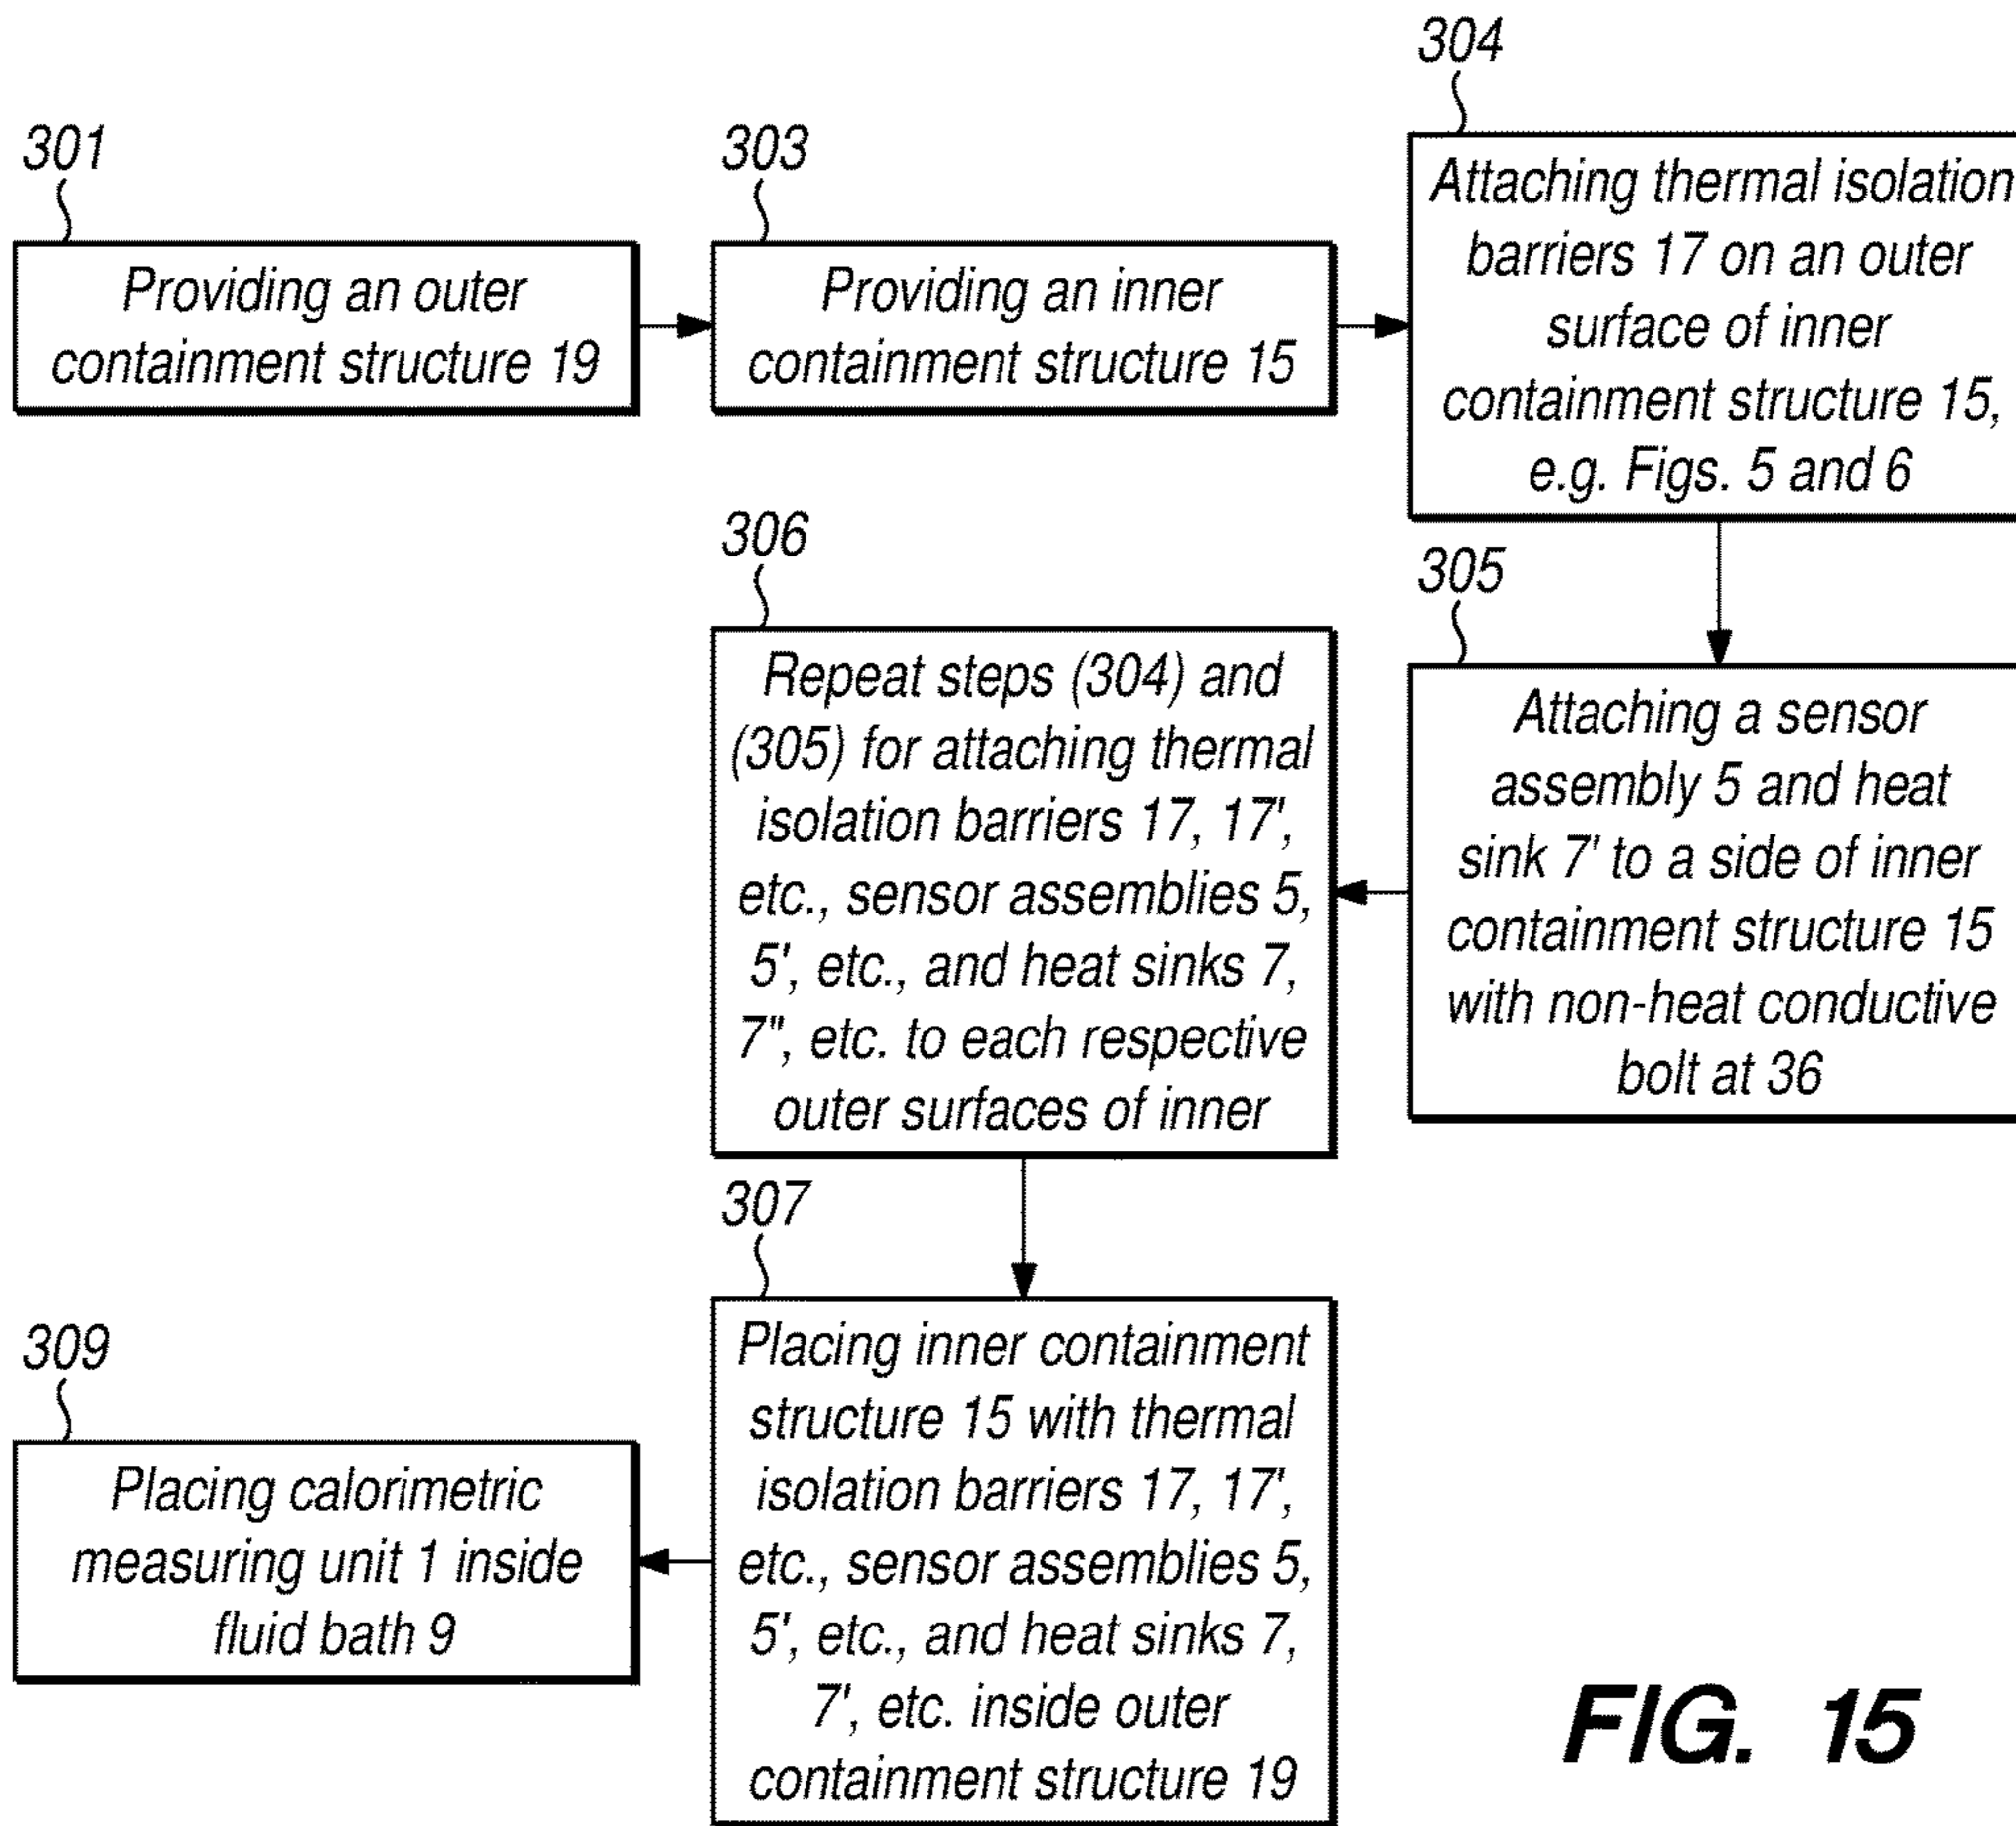 301
Providing an outer
containment structure 19
303
Providing an inner
containment structure 15
304
Attaching thermal isolation
barriers 17 on an outer
surface of inner
containment structure 15,
e.g. Figs. 5 and 6
305
Attaching a sensor
assembly 5 and heat
sink 7' to a side of inner
containment structure 15
with non-heat conductive
bolt at 36
306
Repeat steps (304) and
(305) for attaching thermal
isolation barriers 17, 17',
etc., sensor assemblies 5,
5', etc., and heat sinks 7,
7", etc. to each respective
outer surfaces of inner
307
Placing inner containment
structure 15 with thermal
isolation barriers 17, 17',
etc., sensor assemblies 5,
5', etc., and heat sinks 7,
7', etc. inside outer
containment structure 19
309
Placing calorimetric
measuring unit 1 inside
fluid bath 9
FIG. 15